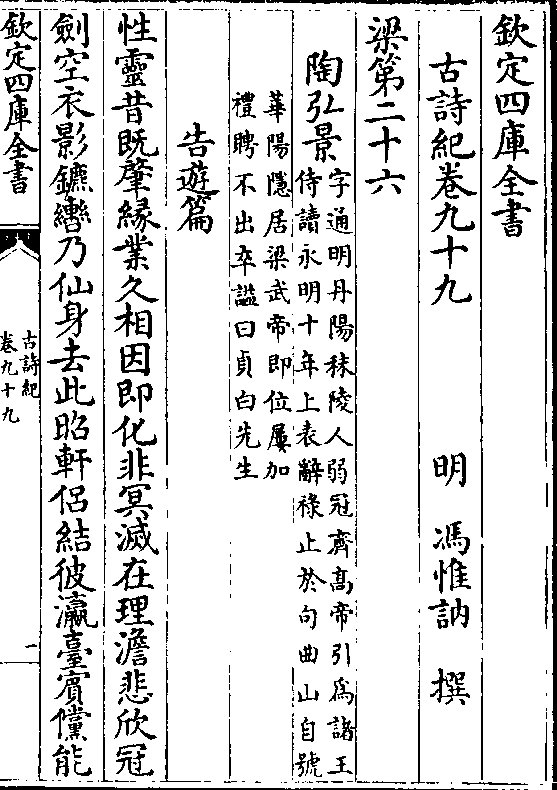 欽定四庫全書
古詩紀卷九十九　明　馮惟訥　撰
梁第二十六
陶弘景字通明丹陽秣陵人弱冠齊高帝引為諸王
侍讀永明十年上表辭祿止於句曲山自號
華陽隱居梁武帝即位屢加
禮聘不出卒諡曰貞白先生
告遊篇
性靈昔既肇緣業久相因即化非冥滅在理澹悲欣冠
劍空衣影鑣轡乃仙身去此昭軒侶結彼瀛臺賓儻能
欽定四庫全書
古詩紀
卷九十九
一